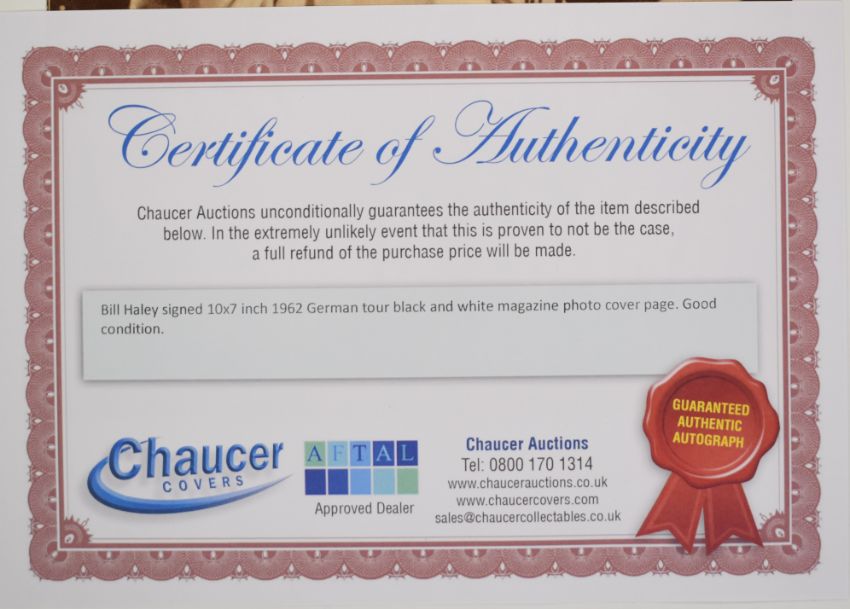 Certificate of Authenticity
Chaucer Auctions unconditionally guarantees the authenticity of the item described
below. In the extremely unlikely event that this is proven to not be the case,
a full refund of the purchase price will be made.
Bill Haley signed 10x7 inch 1962 German tour black and white magazine photo cover page. Good
condition.
Chaucer
COVERS
AFTAL
Approved Dealer
Chaucer Auctions
Tel: 0800 170 1314
www.chaucerauctions.co.uk
www.chaucercovers.com
sales@chaucercollectables.co.uk
GUARANTEED
AUTHENTIC
AUTOGRAPH